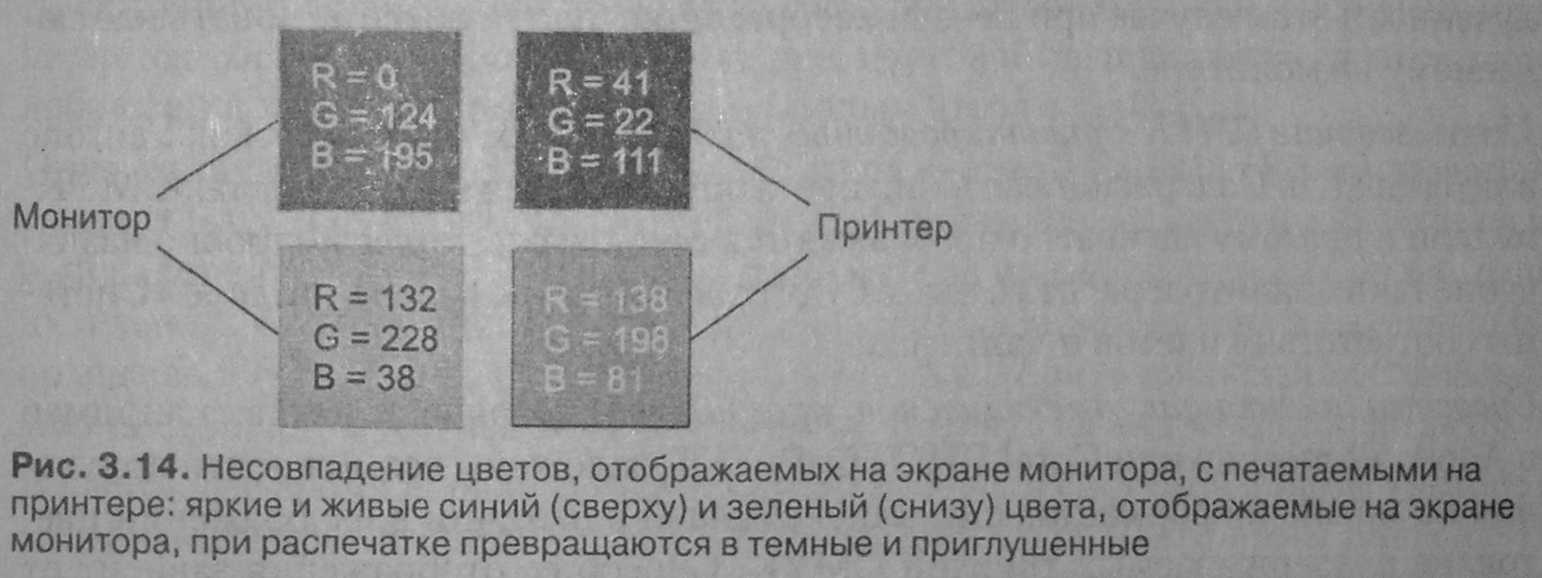 R = 0
G = 124
B = 195
R = 41
G = 22
B = 111
Монитор
Принтер
R = 132
G = 228
B = 38
R = 138
G = 198
B = 81
Рис. 3.14. Несовпадение цветов, отображаемых на экране монитора, с печатаемыми на
принтере: яркие и живые синий (сверху) и зеленый (снизу) цвета, отображаемые на экране
монитора, при распечатке превращаются в темные и приглушенные